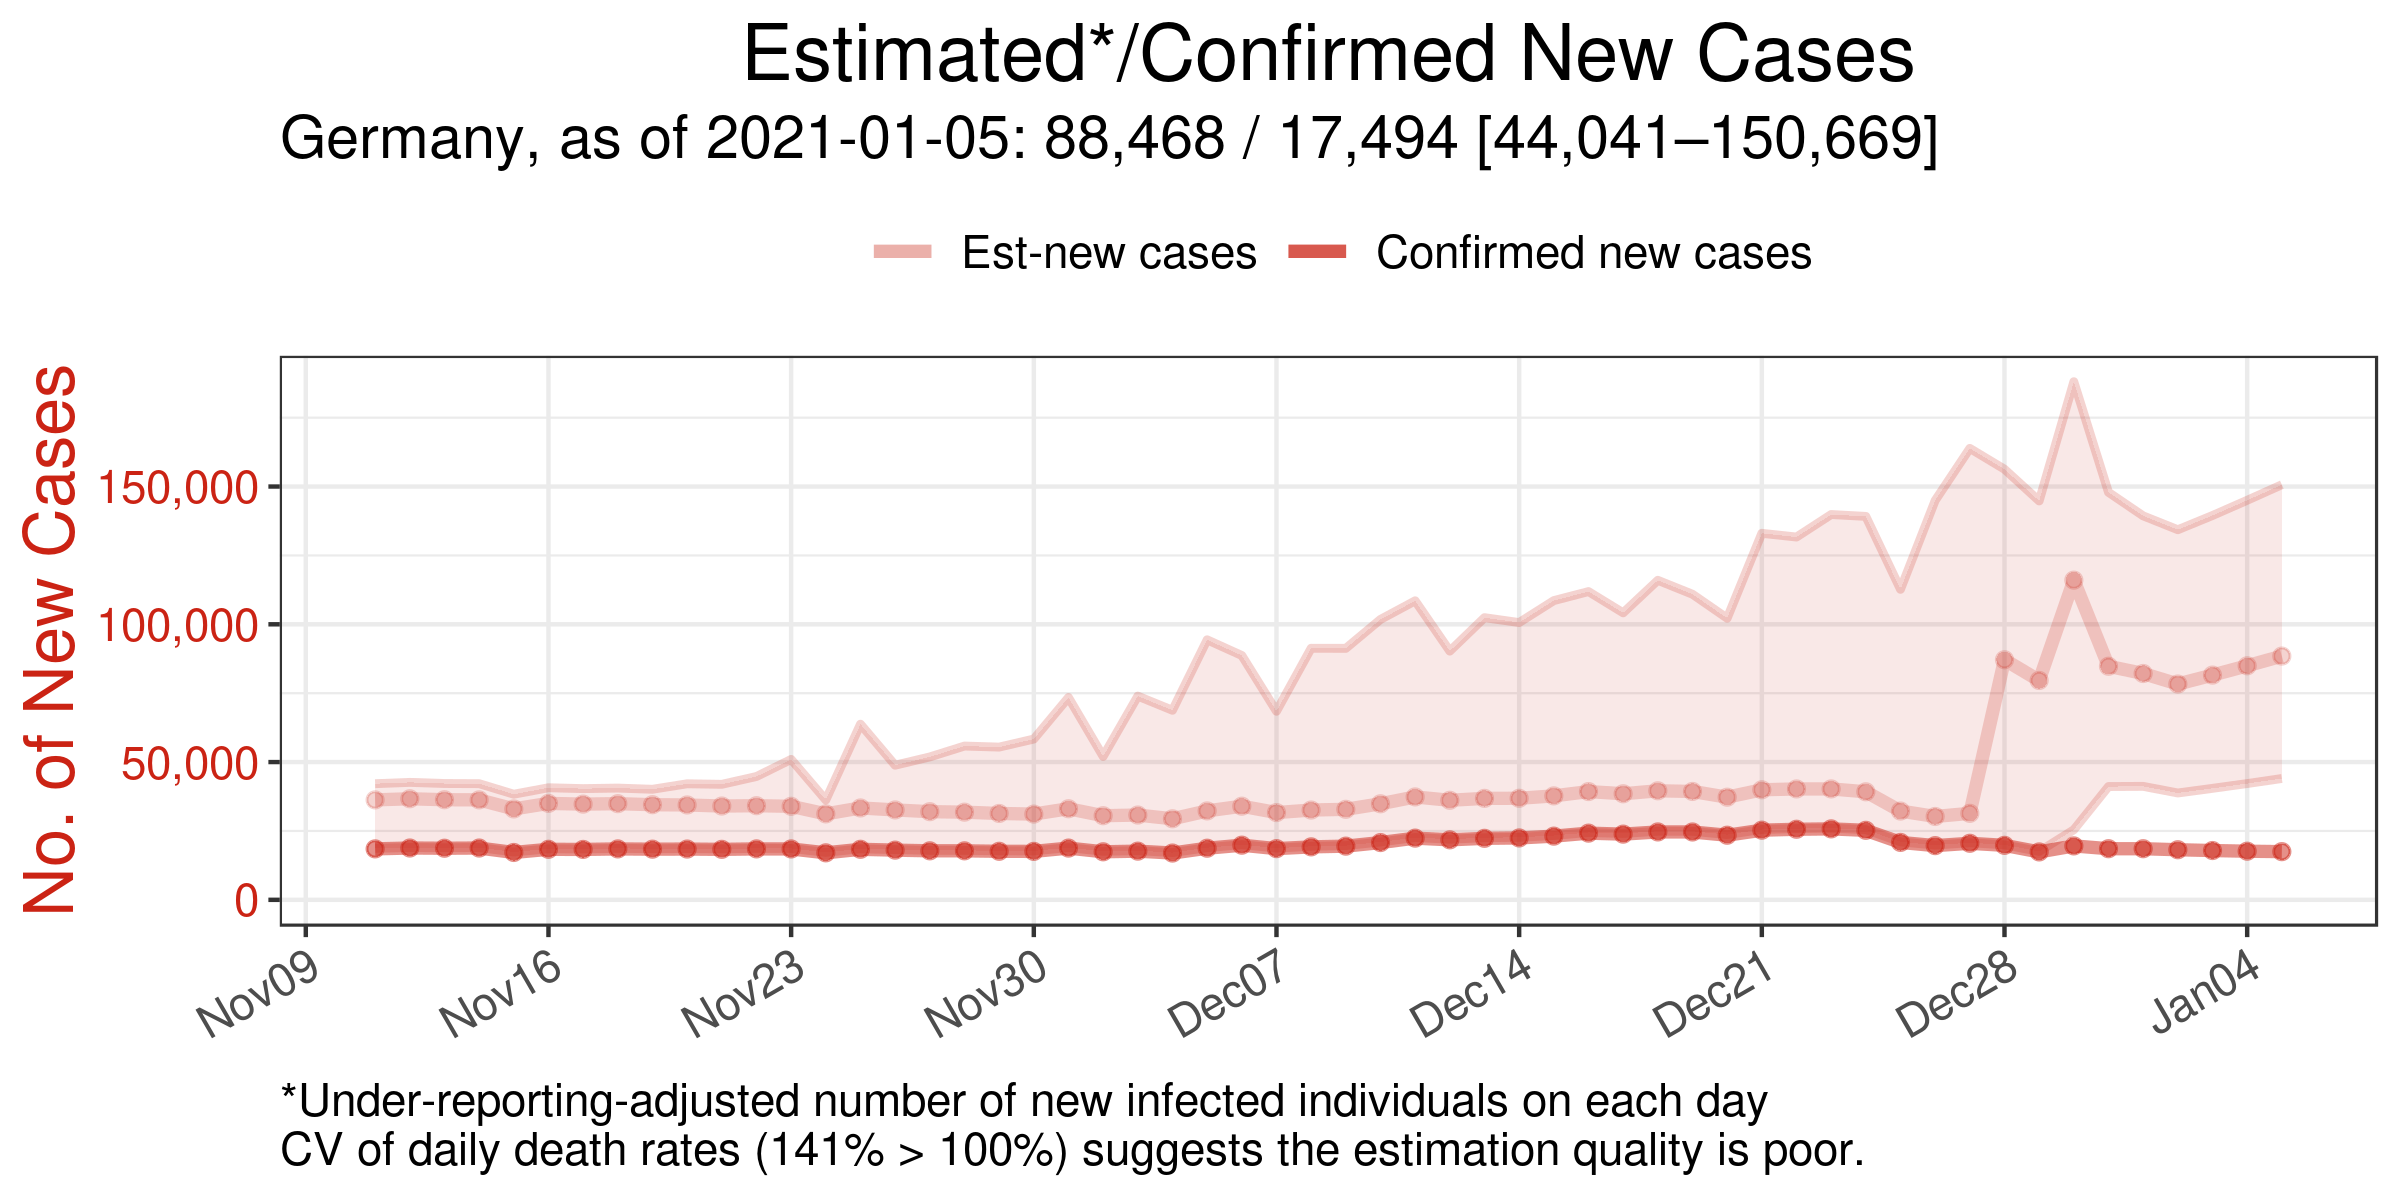 Estimated*/Confirmed New Cases
Germany, as of 2021-01-05: 88,468 / 17,494 [44,041–150,669]
Est-new cases
Confirmed new cases
No. of New Cases
150,000
100,000
50,000
0
Nov09
Nov16
Nov23
Nov30
Dec07
Dec14
Dec21
Dec28
Jan04
*Under-reporting-adjusted number of new infected individuals on each day
CV of daily death rates (141% > 100%) suggests the estimation quality is poor.